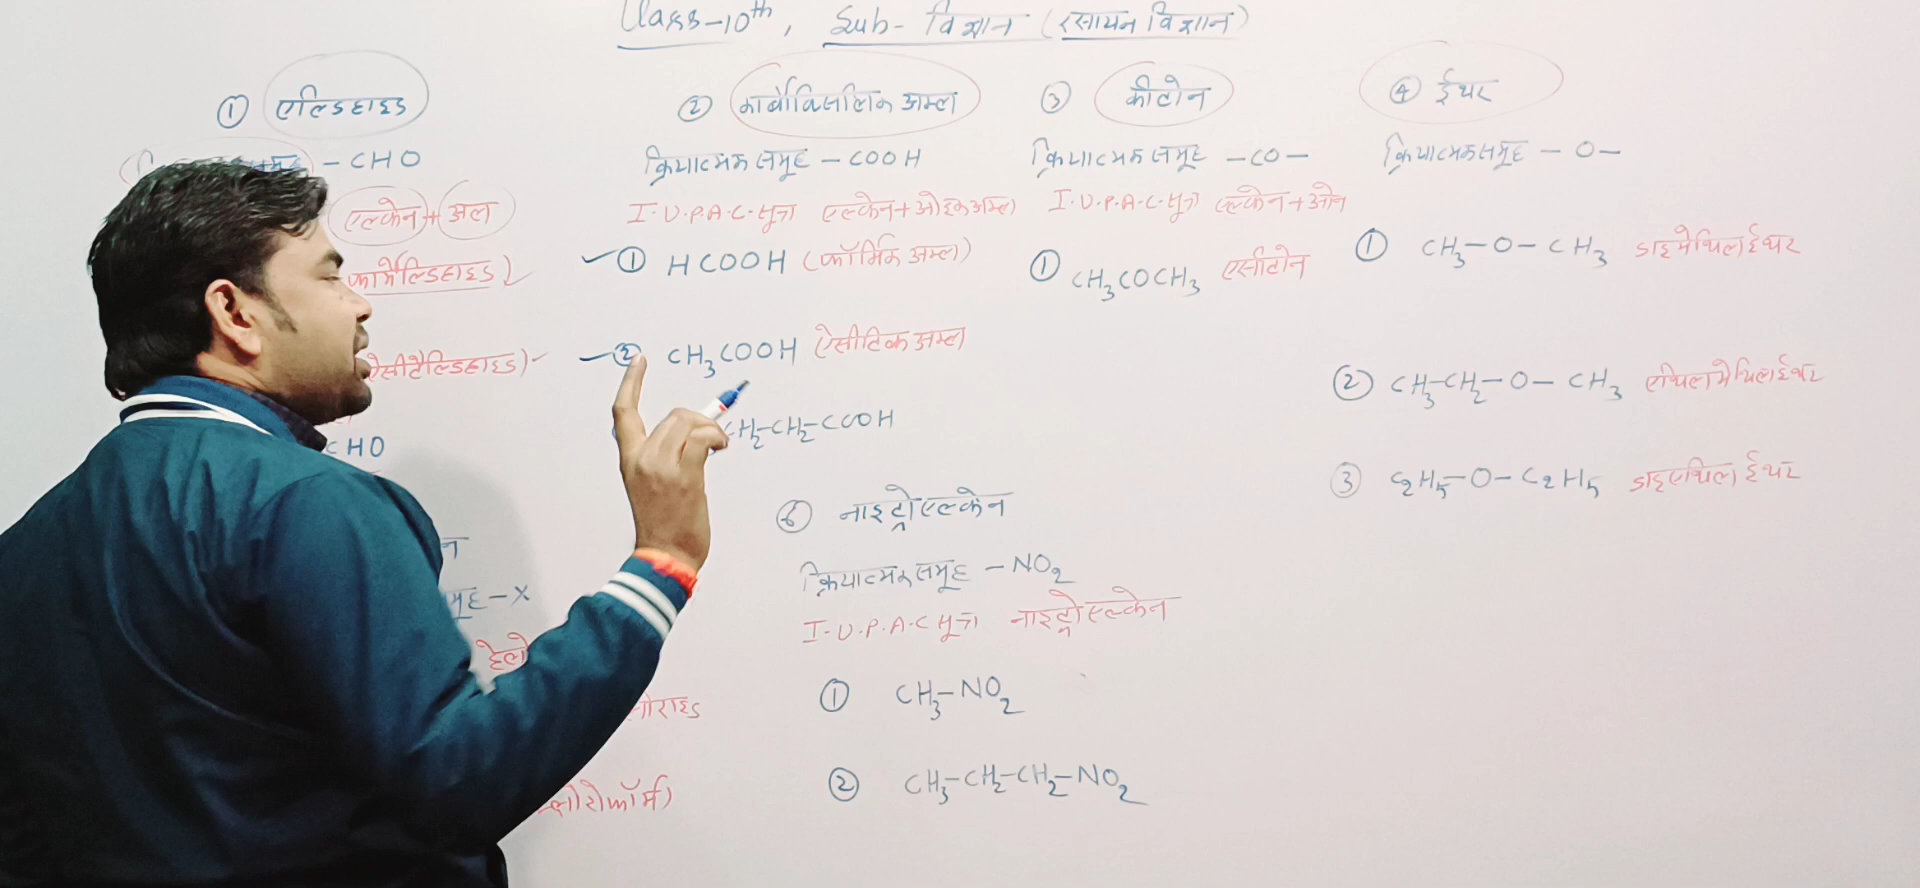 Class-10th, Sub- विज्ञान (रसायन विज्ञान)
① एल्डिहाइड
- CHO
एल्केन + अल
फार्मेल्डिहाइड)
ऐसीटैल्डिहाइड)
CHO
② कार्बोक्सिलिक अम्ल
क्रियात्मक समूह - COOH
I.U.P.A.C. सूत्र एल्केन + ओइक अम्ल
① HCOOH (फॉर्मिक अम्ल)
② CH3COOH ऐसीटिक अम्ल
CH2-CH2-COOH
③ कीटोन
क्रियात्मक समूह -CO-
I.U.P.A.C. सूत्र एल्केन + ओन
① CH3COCH3 एसीटोन
④ ईथर
क्रियात्मक समूह - O-
① CH3-O-CH3 डाइमेथिल ईथर
② CH3-CH2-O-CH3 एथिल मेथिल ईथर
③ C2H5-O-C2H5 डाइएथिल ईथर
न
मूह-X
हेलो
लोराइड
क्लोरोफॉर्म)
⑥ नाइट्रोएल्केन
क्रियात्मक समूह - NO2
I.U.P.A.C सूत्र नाइट्रोएल्केन
① CH3-NO2
② CH3-CH2-CH2-NO2